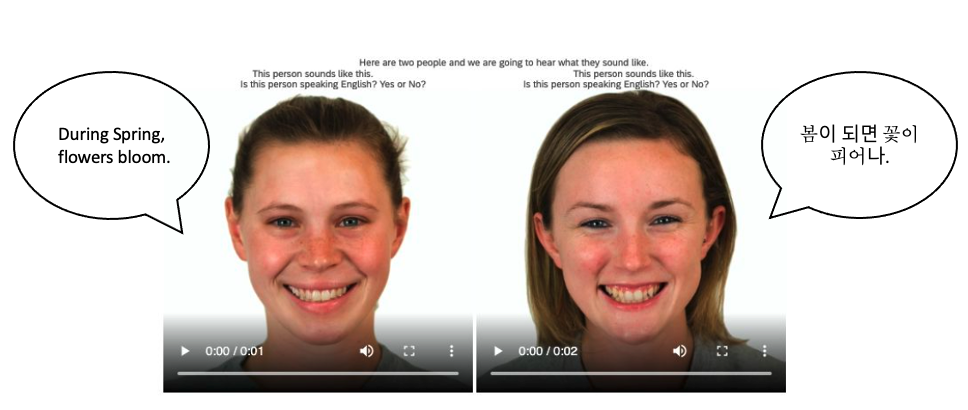 Here are two people and we are going to hear what they sound like.
This person sounds like this.
Is this person speaking English? Yes or No?
This person sounds like this.
Is this person speaking English? Yes or No?
During Spring,
flowers bloom.
봄이 되면 꽃이
피어나.
0:00 / 0:01
0:00 / 0:02